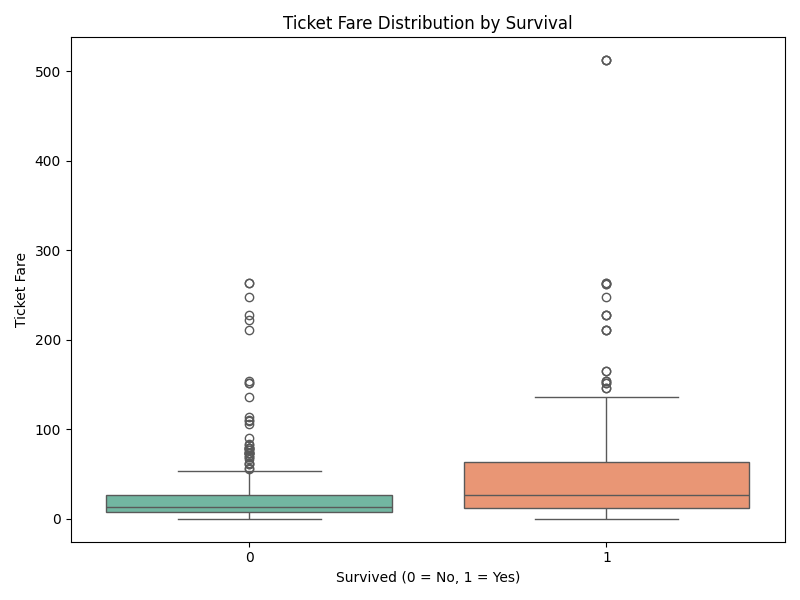 Ticket Fare Distribution by Survival
Ticket Fare
500
400
300
200
100
0
0
1
Survived (0 = No, 1 = Yes)